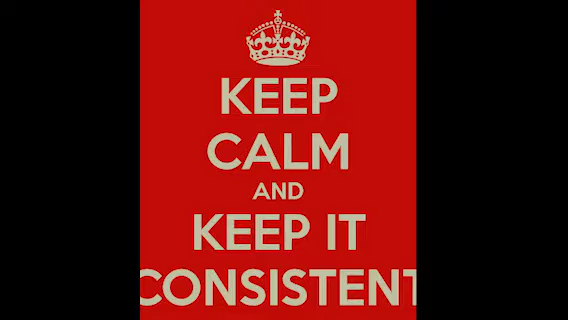 KEEP
CALM
AND
KEEP IT
CONSISTENT